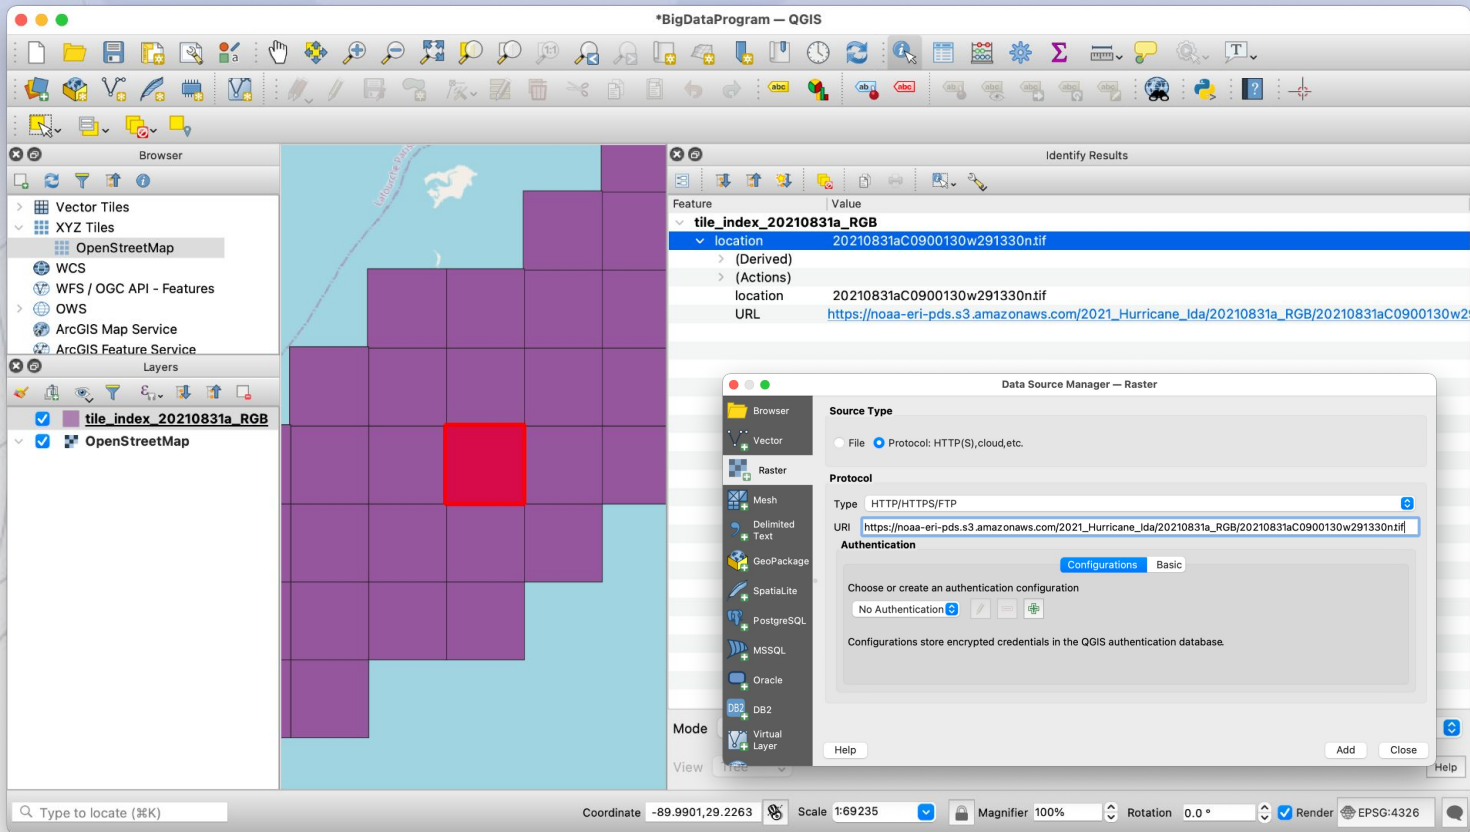 *BigDataProgram — QGIS
Browser
Vector Tiles
XYZ Tiles
OpenStreetMap
WCS
WFS / OGC API - Features
OWS
ArcGIS Map Service
ArcGIS Feature Service
Layers
tile_index_20210831a_RGB
OpenStreetMap
Identify Results
Feature Value
tile_index_20210831a_RGB
location 20210831aC0900130w291330n.tif
(Derived)
(Actions)
location 20210831aC0900130w291330n.tif
URL https://noaa-eri-pds.s3.amazonaws.com/2021_Hurricane_Ida/20210831a_RGB/20210831aC0900130w2
Data Source Manager — Raster
Browser
Vector
Raster
Mesh
Delimited
Text
GeoPackage
SpatiaLite
PostgreSQL
MSSQL
Oracle
DB2
Virtual
Layer
Source Type
File Protocol: HTTP(S),cloud,etc.
Protocol
Type HTTP/HTTPS/FTP
URI https://noaa-eri-pds.s3.amazonaws.com/2021_Hurricane_Ida/20210831a_RGB/20210831aC0900130w291330n.tif
Authentication
Configurations Basic
Choose or create an authentication configuration
No Authentication
Configurations store encrypted credentials in the QGIS authentication database.
Help Add Close
Mode
View Tree
Help
Type to locate (⌘K)
Coordinate -89.9901,29.2263 Scale 1:69235 Magnifier 100% Rotation 0.0 ° Render EPSG:4326